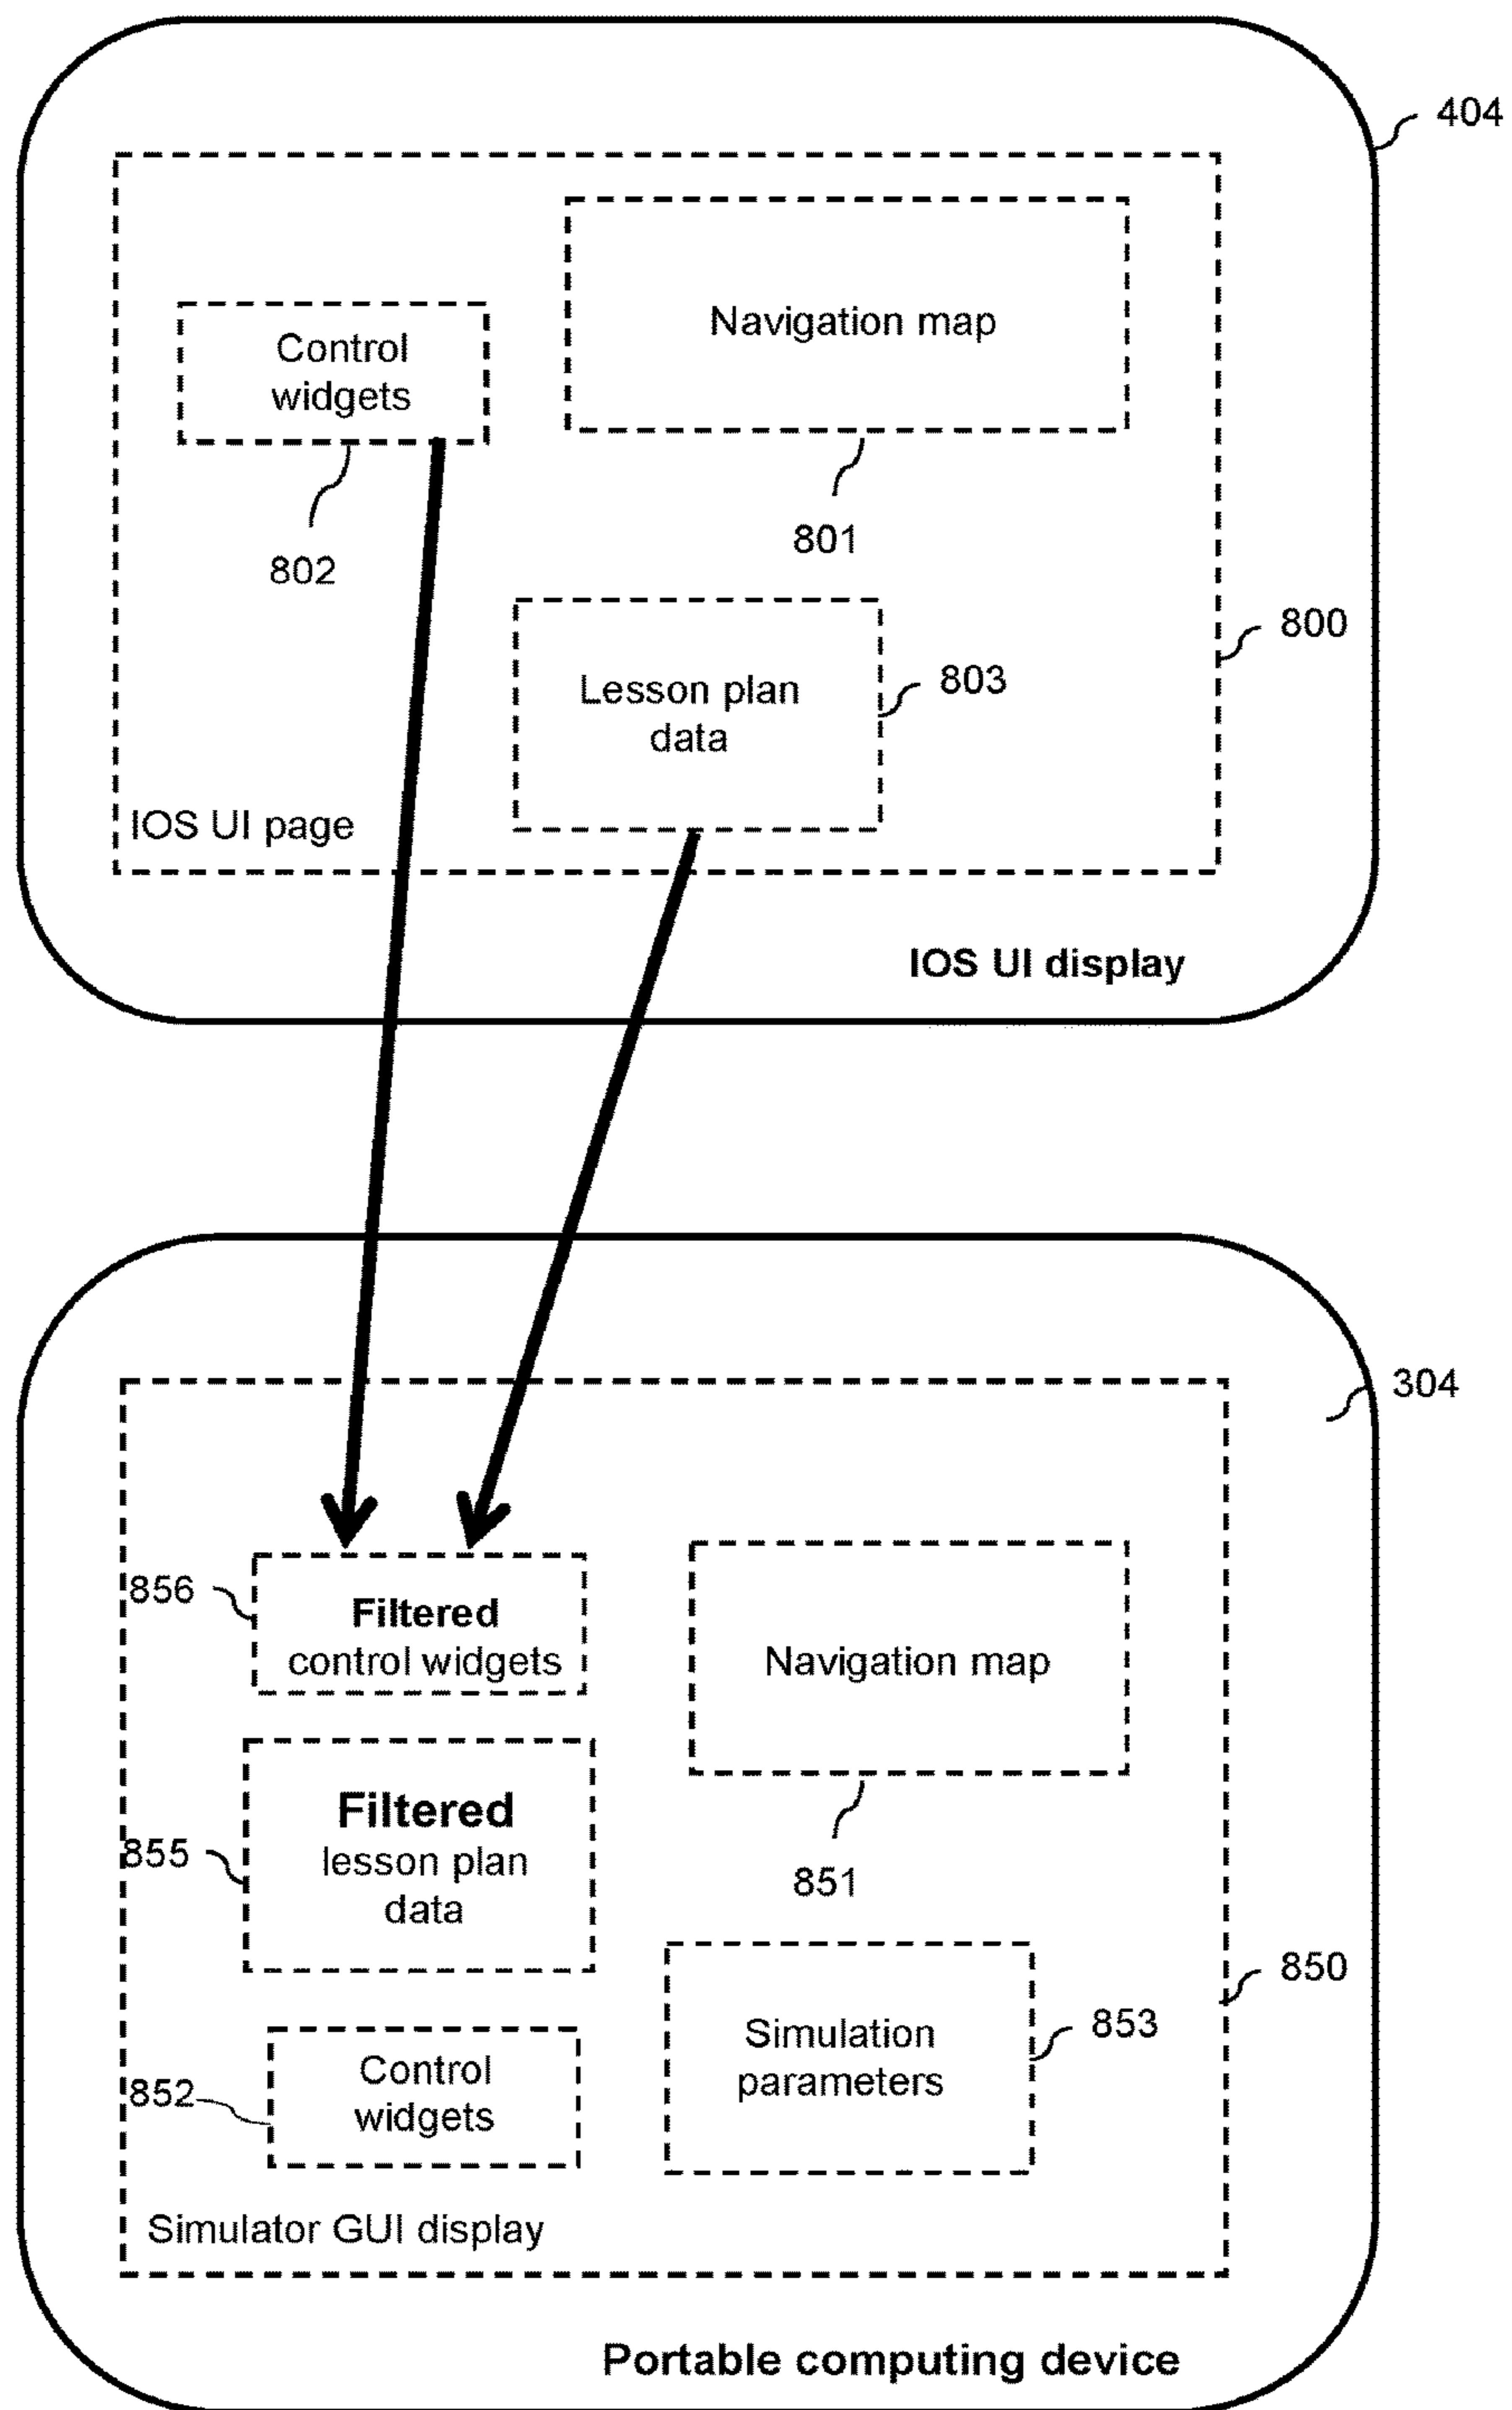 404
Navigation map
Control
widgets
801
802
800
Lesson plan
data
803
IOS UI page
IOS UI display
304
856
Filtered
control widgets
Navigation map
855
Filtered
lesson plan
data
851
850
Simulation
parameters
853
852
Control
widgets
Simulator GUI display
Portable computing device